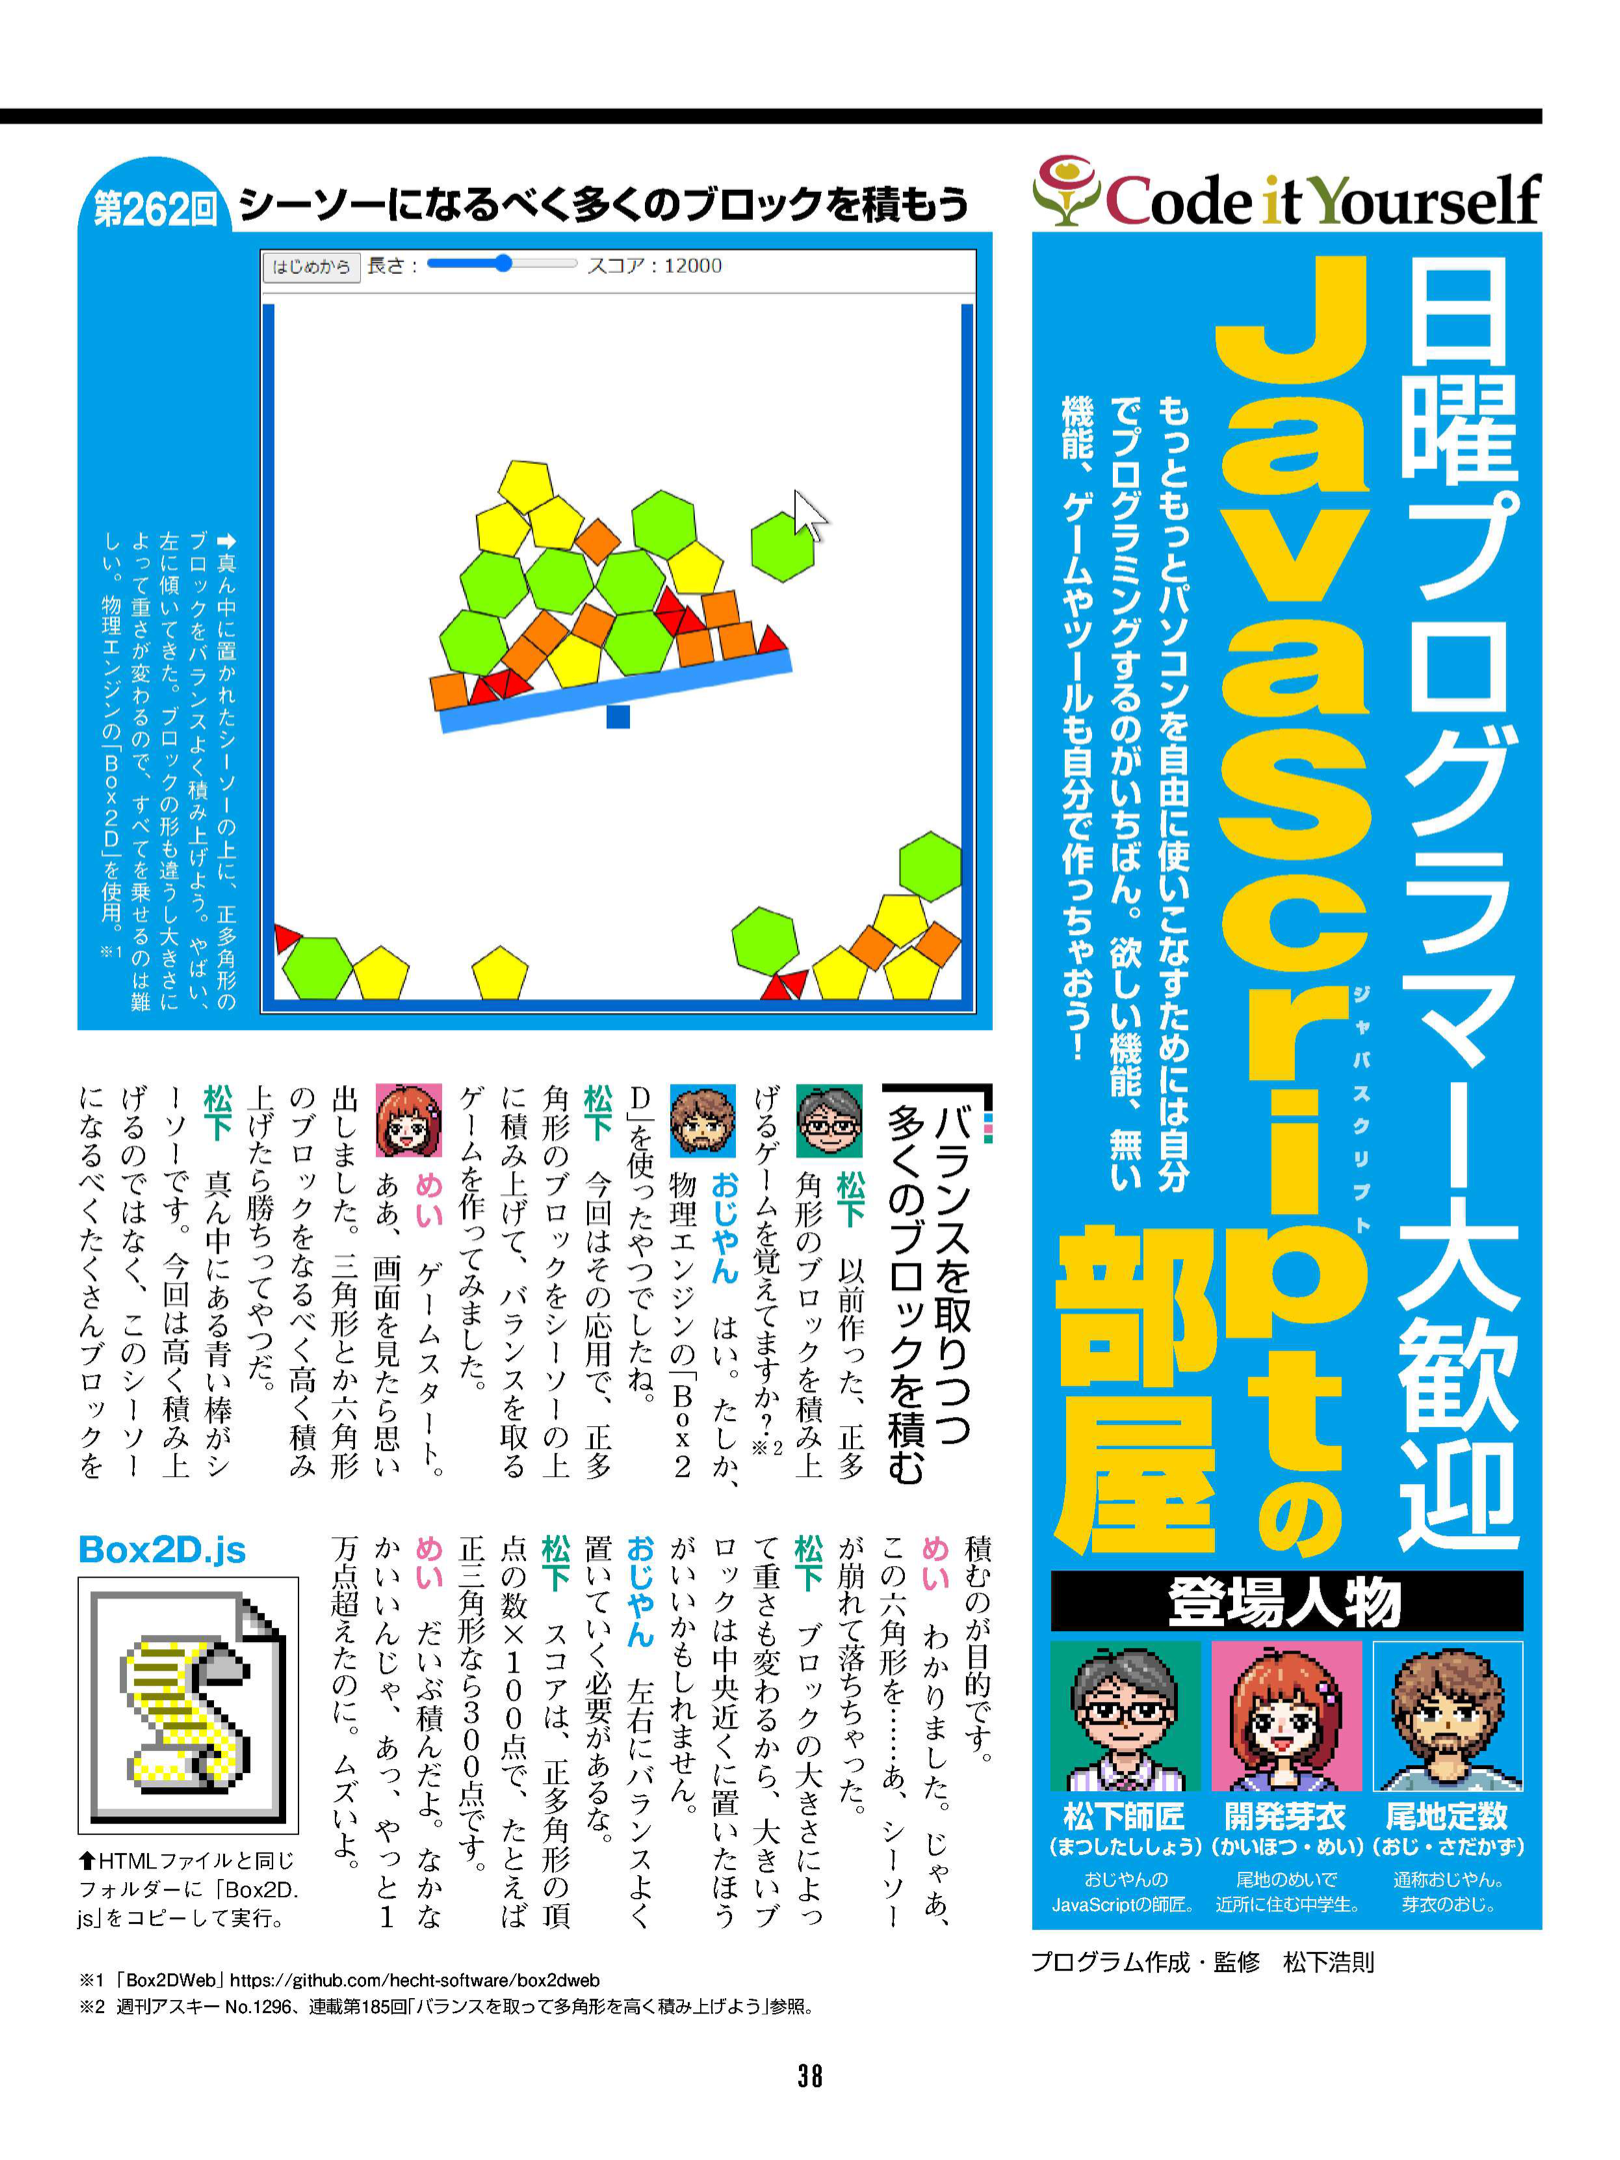 Code it Yourself
日曜プログラマー大歓迎
JavaScriptの
ジャバスクリプト
部屋
もっともっとパソコンを自由に使いこなすためには自分
でプログラミングするのがいちばん。欲しい機能、無い
機能、ゲームやツールも自分で作っちゃおう！
登場人物
松下師匠
（まつしたししょう）
おじやんの
JavaScriptの師匠。
開発芽衣
（かいほつ・めい）
尾地のめいで
近所に住む中学生。
尾地定数
（おじ・さだかず）
通称おじやん。
芽衣のおじ。
プログラム作成・監修　松下浩則
第262回
シーソーになるべく多くのブロックを積もう
はじめから 長さ： スコア：12000
➡真ん中に置かれたシーソーの上に、正多角形の
ブロックをバランスよく積み上げよう。やばい、
左に傾いてきた。ブロックの形も違うし大きさに
よって重さが変わるので、すべてを乗せるのは難
しい。物理エンジンの「Box2D」を使用。※1
バランスを取りつつ
多くのブロックを積む
松下　以前作った、正多
角形のブロックを積み上
げるゲームを覚えてますか？※2
おじやん　はい。たしか、
物理エンジンの「Box2
D」を使ったやつでしたね。
松下　今回はその応用で、正多
角形のブロックをシーソーの上
に積み上げて、バランスを取る
ゲームを作ってみました。
めい　ゲームスタート。
ああ、画面を見たら思い
出しました。三角形とか六角形
のブロックをなるべく高く積み
上げたら勝ちってやつだ。
松下　真ん中にある青い棒がシ
ーソーです。今回は高く積み上
げるのではなく、このシーソー
になるべくたくさんブロックを
積むのが目的です。
めい　わかりました。じゃあ、
この六角形を……あ、シーソー
が崩れて落ちちゃった。
松下　ブロックの大きさによっ
て重さも変わるから、大きいブ
ロックは中央近くに置いたほう
がいいかもしれません。
おじやん　左右にバランスよく
置いていく必要があるな。
松下　スコアは、正多角形の頂
点の数×100点で、たとえば
正三角形なら300点です。
めい　だいぶ積んだよ。なかな
かいいんじゃ、あっ、やっと1
万点超えたのに。ムズいよ。
Box2D.js
⬆HTMLファイルと同じ
フォルダーに「Box2D.
js」をコピーして実行。
※1 「Box2DWeb」https://github.com/hecht-software/box2dweb
※2 週刊アスキー No.1296、連載第185回「バランスを取って多角形を高く積み上げよう」参照。
38